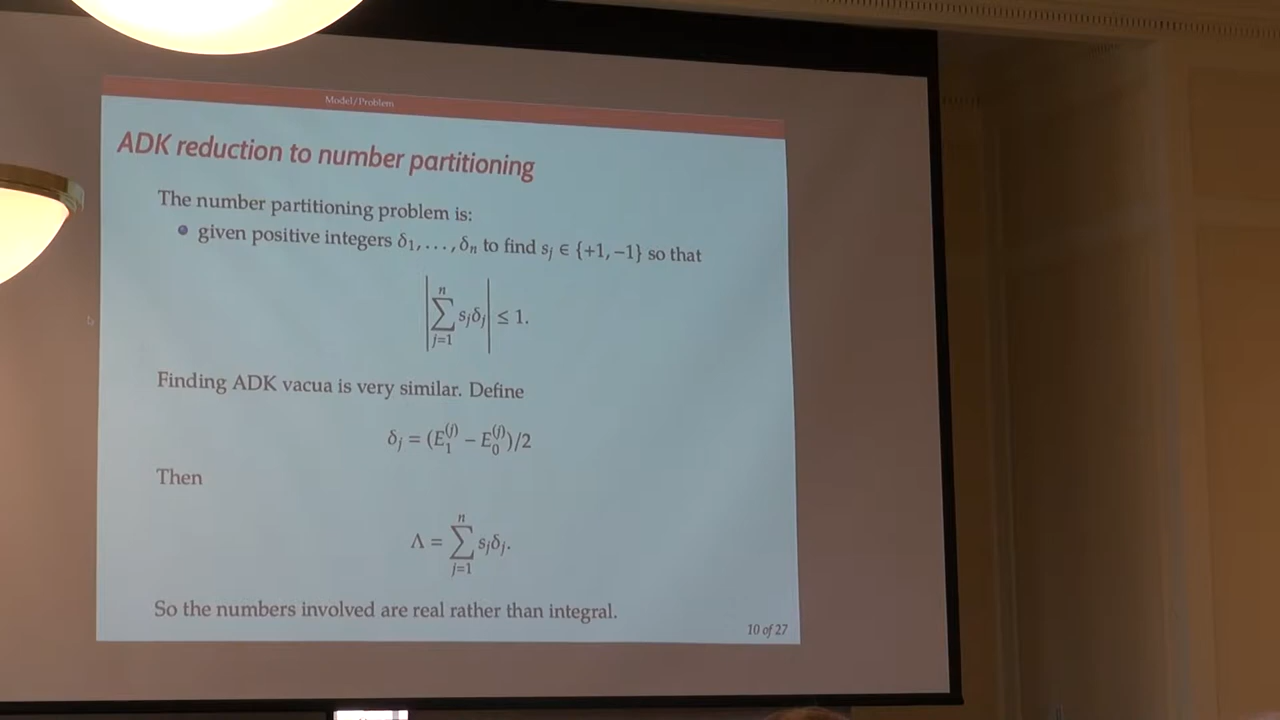 Model/Problem
ADK reduction to number partitioning
The number partitioning problem is:
• given positive integers δ₁, . . . , δₙ to find sⱼ ∈ {+1, −1} so that
|∑ⱼ₌₁ⁿ sⱼδⱼ| ≤ 1.
Finding ADK vacua is very similar. Define
δⱼ = (E₁⁽ʲ⁾ − E₀⁽ʲ⁾)/2
Then
Λ = ∑ⱼ₌₁ⁿ sⱼδⱼ.
So the numbers involved are real rather than integral.
10 of 27